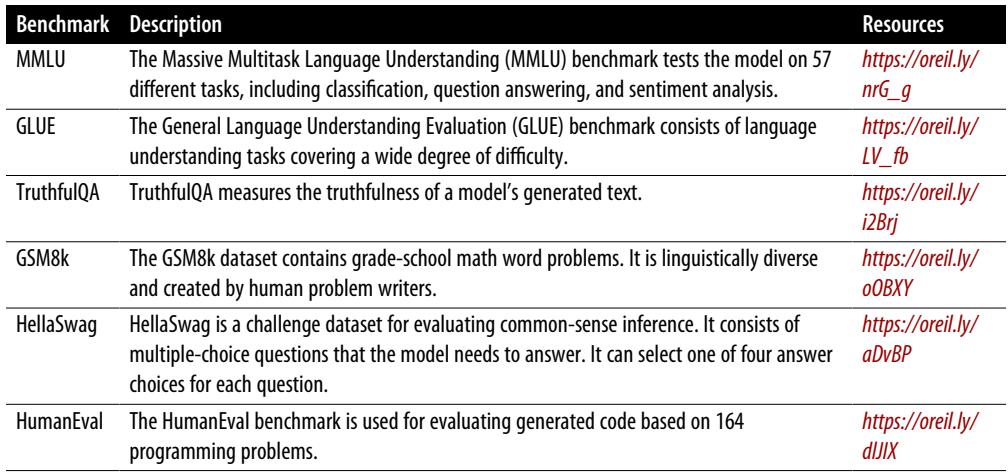 Benchmark Description Resources
MMLU The Massive Multitask Language Understanding (MMLU) benchmark tests the model on 57 https://oreil.ly/
different tasks, including classification, question answering, and sentiment analysis. nrG_g
GLUE The General Language Understanding Evaluation (GLUE) benchmark consists of language https://oreil.ly/
understanding tasks covering a wide degree of difficulty. LV_fb
TruthfulQA TruthfulQA measures the truthfulness of a model’s generated text. https://oreil.ly/
i2Brj
GSM8k The GSM8k dataset contains grade-school math word problems. It is linguistically diverse https://oreil.ly/
and created by human problem writers. oOBXY
HellaSwag HellaSwag is a challenge dataset for evaluating common-sense inference. It consists of https://oreil.ly/
multiple-choice questions that the model needs to answer. It can select one of four answer aDvBP
choices for each question.
HumanEval The HumanEval benchmark is used for evaluating generated code based on 164 https://oreil.ly/
programming problems. dlJIX